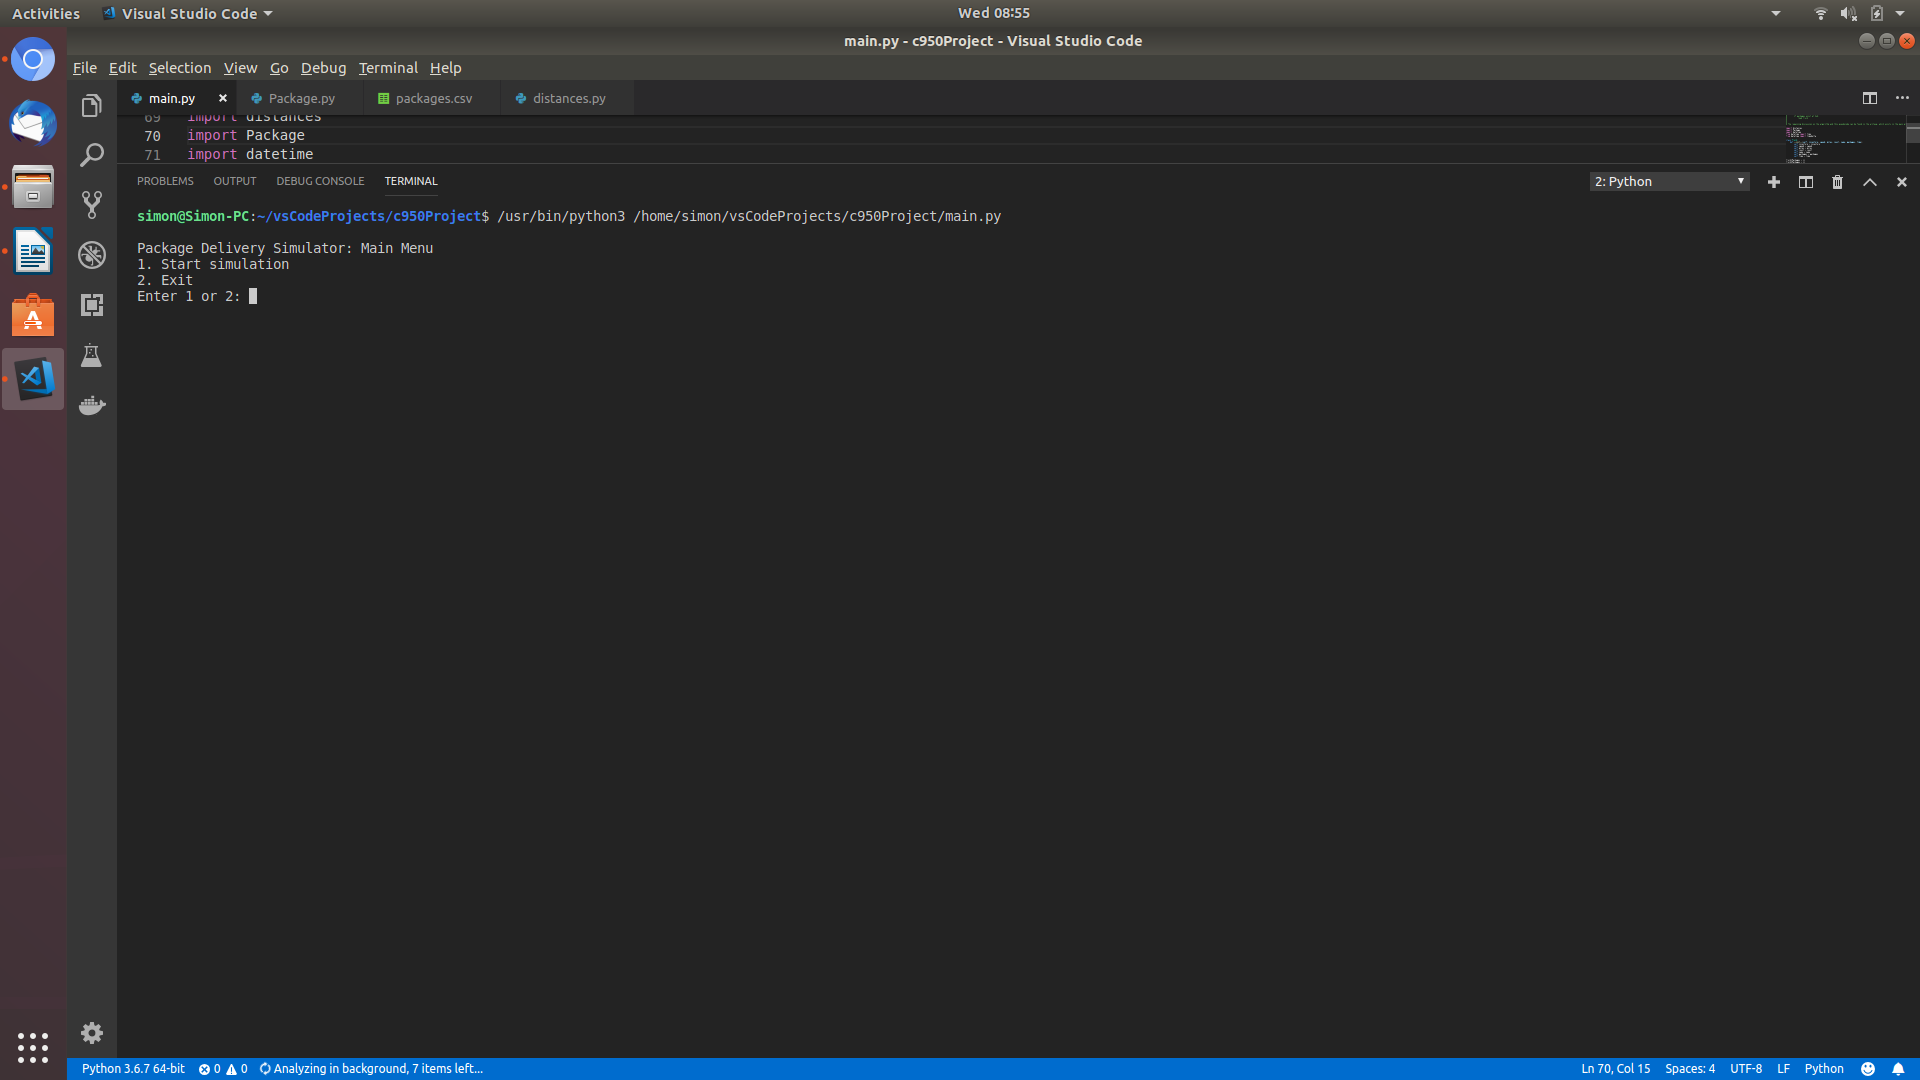 Activities Visual Studio Code Wed 08:55
main.py - c950Project - Visual Studio Code
File Edit Selection View Go Debug Terminal Help
main.py Package.py packages.csv distances.py
69 import distances
70 import Package
71 import datetime
PROBLEMS OUTPUT DEBUG CONSOLE TERMINAL 2: Python
simon@Simon-PC:~/vsCodeProjects/c950Project$ /usr/bin/python3 /home/simon/vsCodeProjects/c950Project/main.py
Package Delivery Simulator: Main Menu
1. Start simulation
2. Exit
Enter 1 or 2:
Python 3.6.7 64-bit 0 0 Analyzing in background, 7 items left... Ln 70, Col 15 Spaces: 4 UTF-8 LF Python